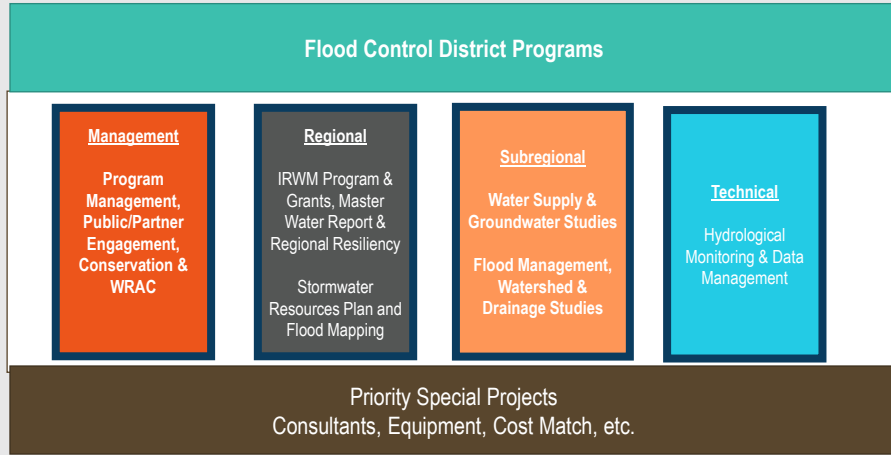 Flood Control District Programs
Management
Program
Management,
Public/Partner
Engagement,
Conservation &
WRAC
Regional
IRWM Program &
Grants, Master
Water Report &
Regional Resiliency
Stormwater
Resources Plan and
Flood Mapping
Subregional
Water Supply &
Groundwater Studies
Flood Management,
Watershed &
Drainage Studies
Technical
Hydrological
Monitoring & Data
Management
Priority Special Projects
Consultants, Equipment, Cost Match, etc.